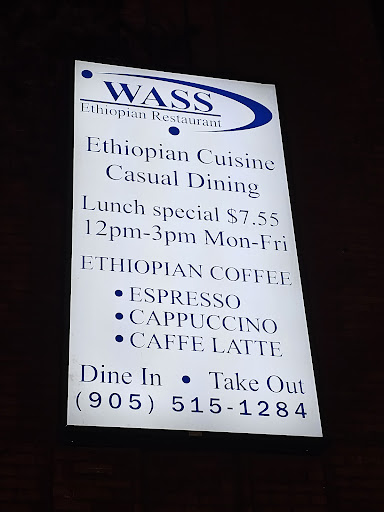 WASS
Ethiopian Restaurant
Ethiopian Cuisine
Casual Dining
Lunch special $7.55
12pm-3pm Mon-Fri
ETHIOPIAN COFFEE
• ESPRESSO
• CAPPUCCINO
• CAFFE LATTE
Dine In • Take Out
(905) 515-1284